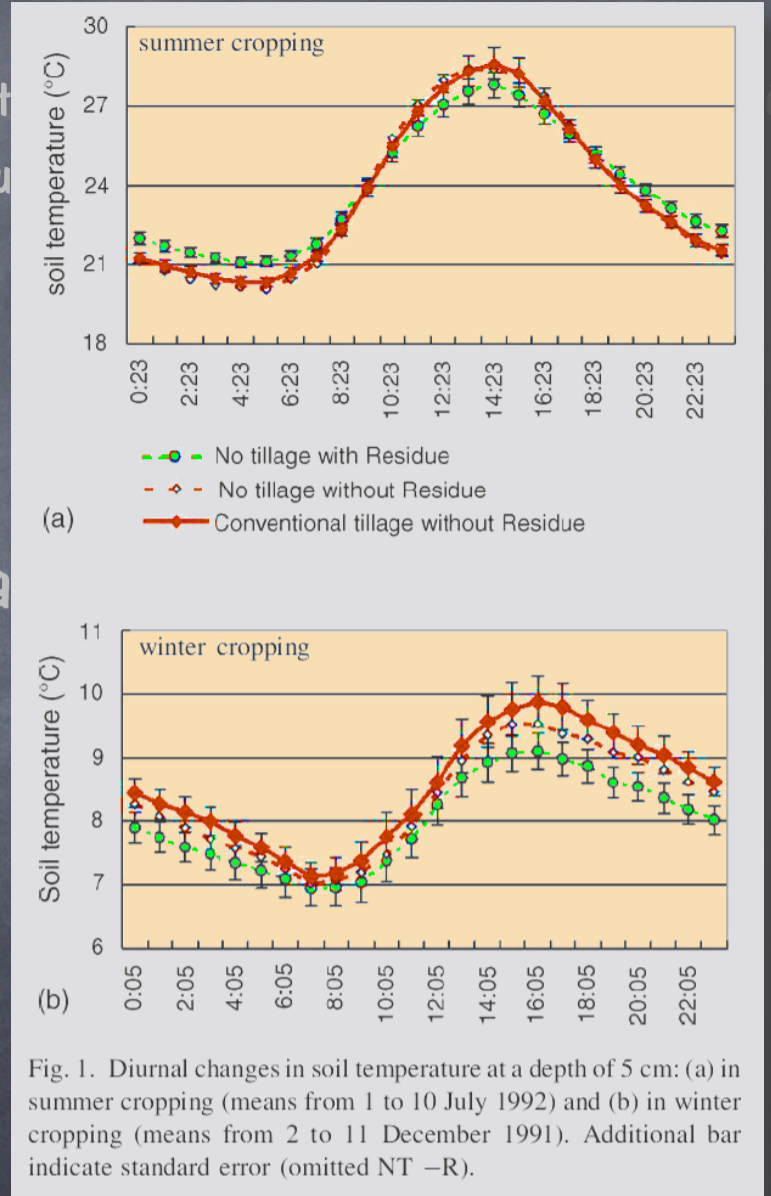 30
summer cropping
27
24
21
18
soil temperature (°C)
0:23
2:23
4:23
6:23
8:23
10:23
12:23
14:23
16:23
18:23
20:23
22:23
No tillage with Residue
No tillage without Residue
(a)
Conventional tillage without Residue
11
winter cropping
10
9
8
7
6
Soil temperature (°C)
0:05
2:05
4:05
6:05
8:05
10:05
12:05
14:05
16:05
18:05
20:05
22:05
(b)
Fig. 1. Diurnal changes in soil temperature at a depth of 5 cm: (a) in
summer cropping (means from 1 to 10 July 1992) and (b) in winter
cropping (means from 2 to 11 December 1991). Additional bar
indicate standard error (omitted NT −R).